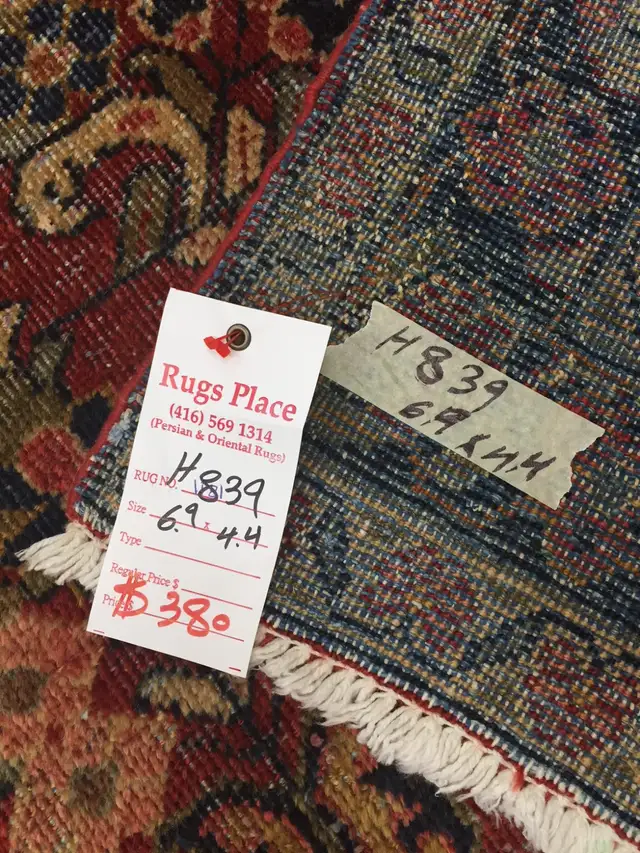 Rugs Place
(416) 569 1314
(Persian & Oriental Rugs)
RUG NO. H839
Size 6.9 x 4.4
Type
Regular Price $
Price $ $380
H839
6.9 x 4.4